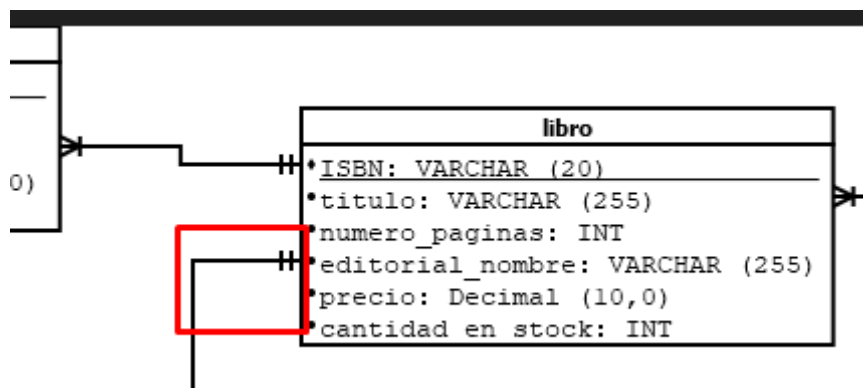 0)
libro
ISBN: VARCHAR (20)
titulo: VARCHAR (255)
numero_paginas: INT
editorial_nombre: VARCHAR (255)
precio: Decimal (10,0)
cantidad en stock: INT